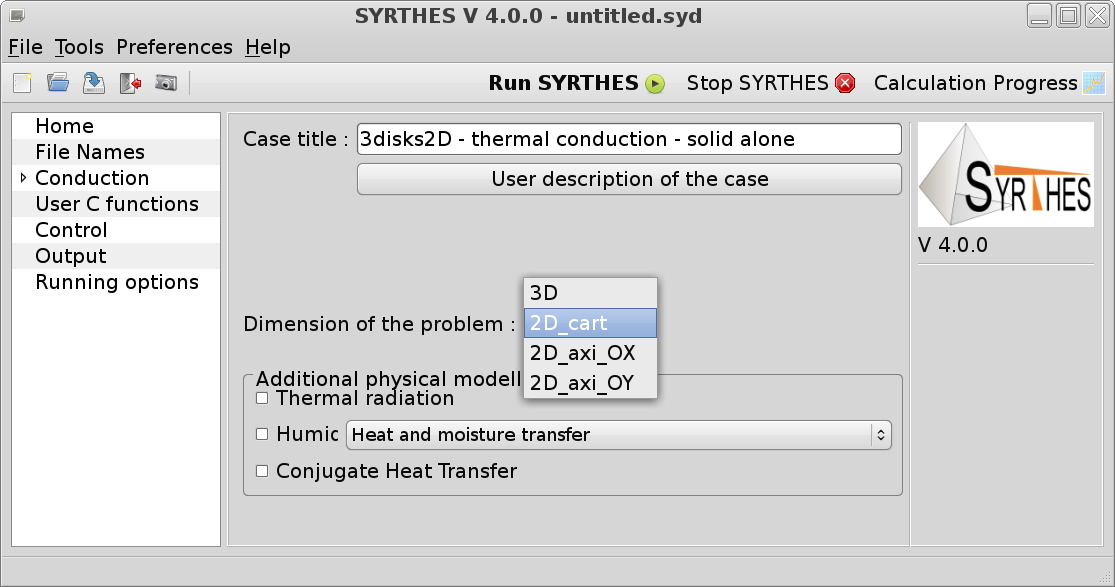 SYRTHES V 4.0.0 - untitled.syd
File Tools Preferences Help
Run SYRTHES Stop SYRTHES Calculation Progress
Home
File Names
Conduction
User C functions
Control
Output
Running options
Case title : 3disks2D - thermal conduction - solid alone
User description of the case
Dimension of the problem :
3D
2D_cart
2D_axi_OX
2D_axi_OY
Additional physical modell
Thermal radiation
Humic Heat and moisture transfer
Conjugate Heat Transfer
SYRTHES
V 4.0.0